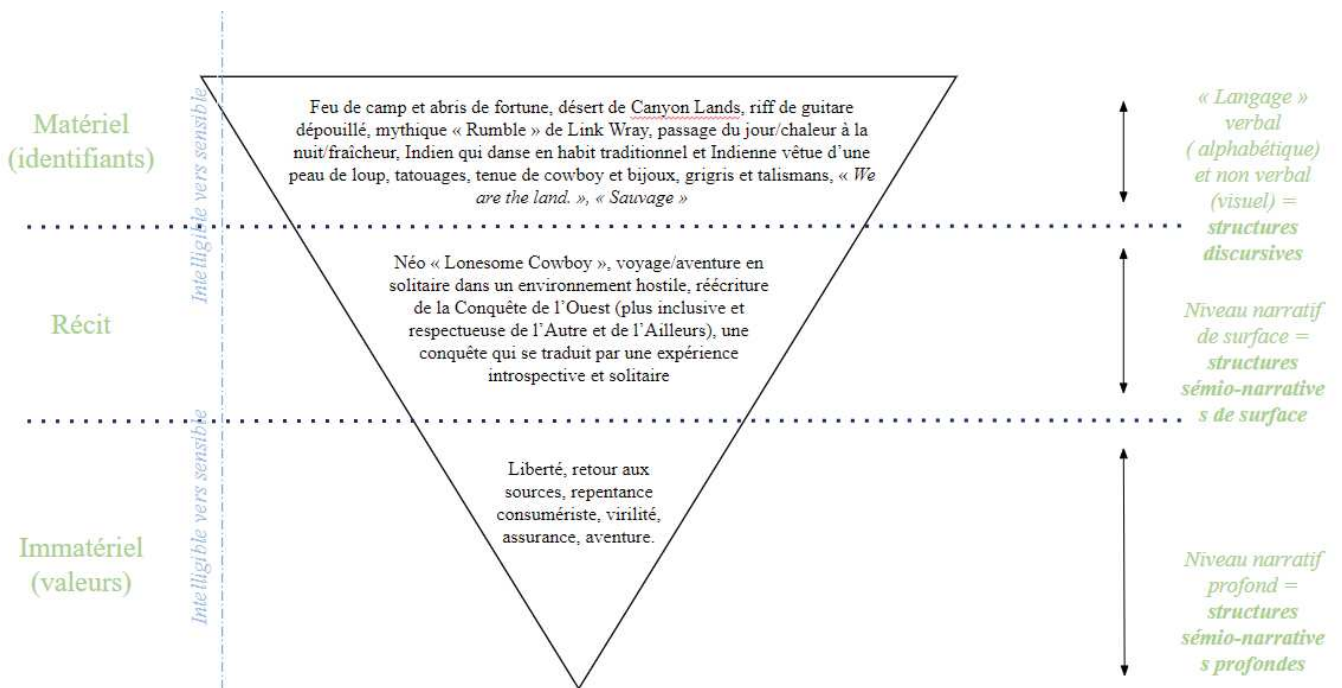 Matériel
(identifiants)
Intelligible vers sensible
Feu de camp et abris de fortune, désert de Canyon Lands, riff de guitare
dépouillé, mythique « Rumble » de Link Wray, passage du jour/chaleur à la
nuit/fraîcheur, Indien qui danse en habit traditionnel et Indienne vêtue d’une
peau de loup, tatouages, tenue de cowboy et bijoux, grigris et talismans, « We
are the land. », « Sauvage »
« Langage »
verbal
( alphabétique)
et non verbal
(visuel) =
structures
discursives
Récit
Néo « Lonesome Cowboy », voyage/aventure en
solitaire dans un environnement hostile, réécriture
de la Conquête de l’Ouest (plus inclusive et
respectueuse de l’Autre et de l’Ailleurs), une
conquête qui se traduit par une expérience
introspective et solitaire
Niveau narratif
de surface =
structures
sémio-narrative
s de surface
Immatériel
(valeurs)
Intelligible vers sensible
Liberté, retour aux
sources, repentance
consumériste, virilité,
assurance, aventure.
Niveau narratif
profond =
structures
sémio-narrative
s profondes